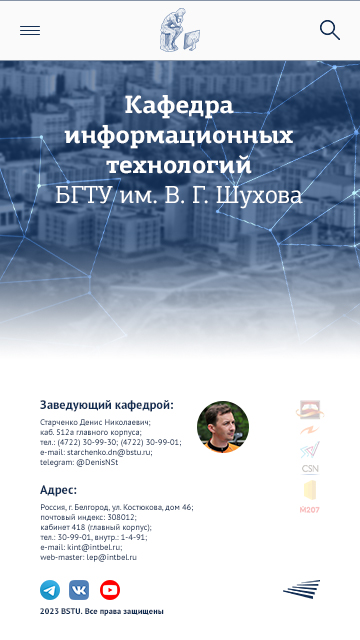 Кафедра
информационных
технологий
БГТУ им. В. Г. Шухова
Заведующий кафедрой:
Старченко Денис Николаевич;
каб. 512а главного корпуса;
тел.: (4722) 30-99-30; (4722) 30-99-01;
e-mail: starchenko.dn@bstu.ru;
telegram: @DenisNSt
CSN
M207
Адрес:
Россия, г. Белгород, ул. Костюкова, дом 46;
почтовый индекс: 308012;
кабинет 418 (главный корпус);
тел.: 30-99-01, внутр.: 1-4-91;
e-mail: kint@intbel.ru;
web-master: lep@intbel.ru
2023 BSTU. Все права защищены